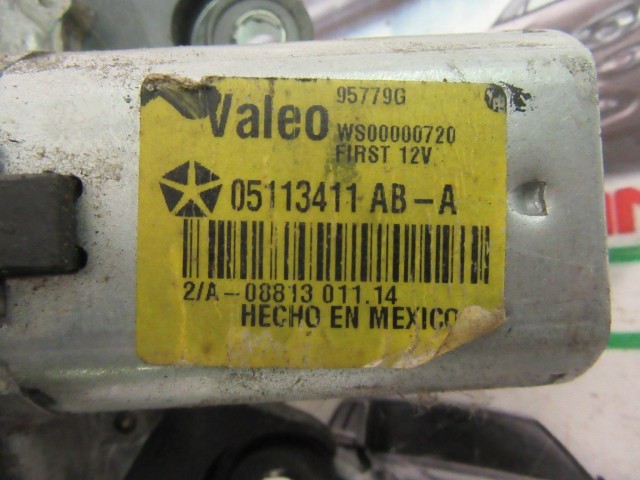 95779G
Valeo WS00000720
FIRST 12V
05113411 AB-A
2/A-08813 011.14
HECHO EN MEXICO